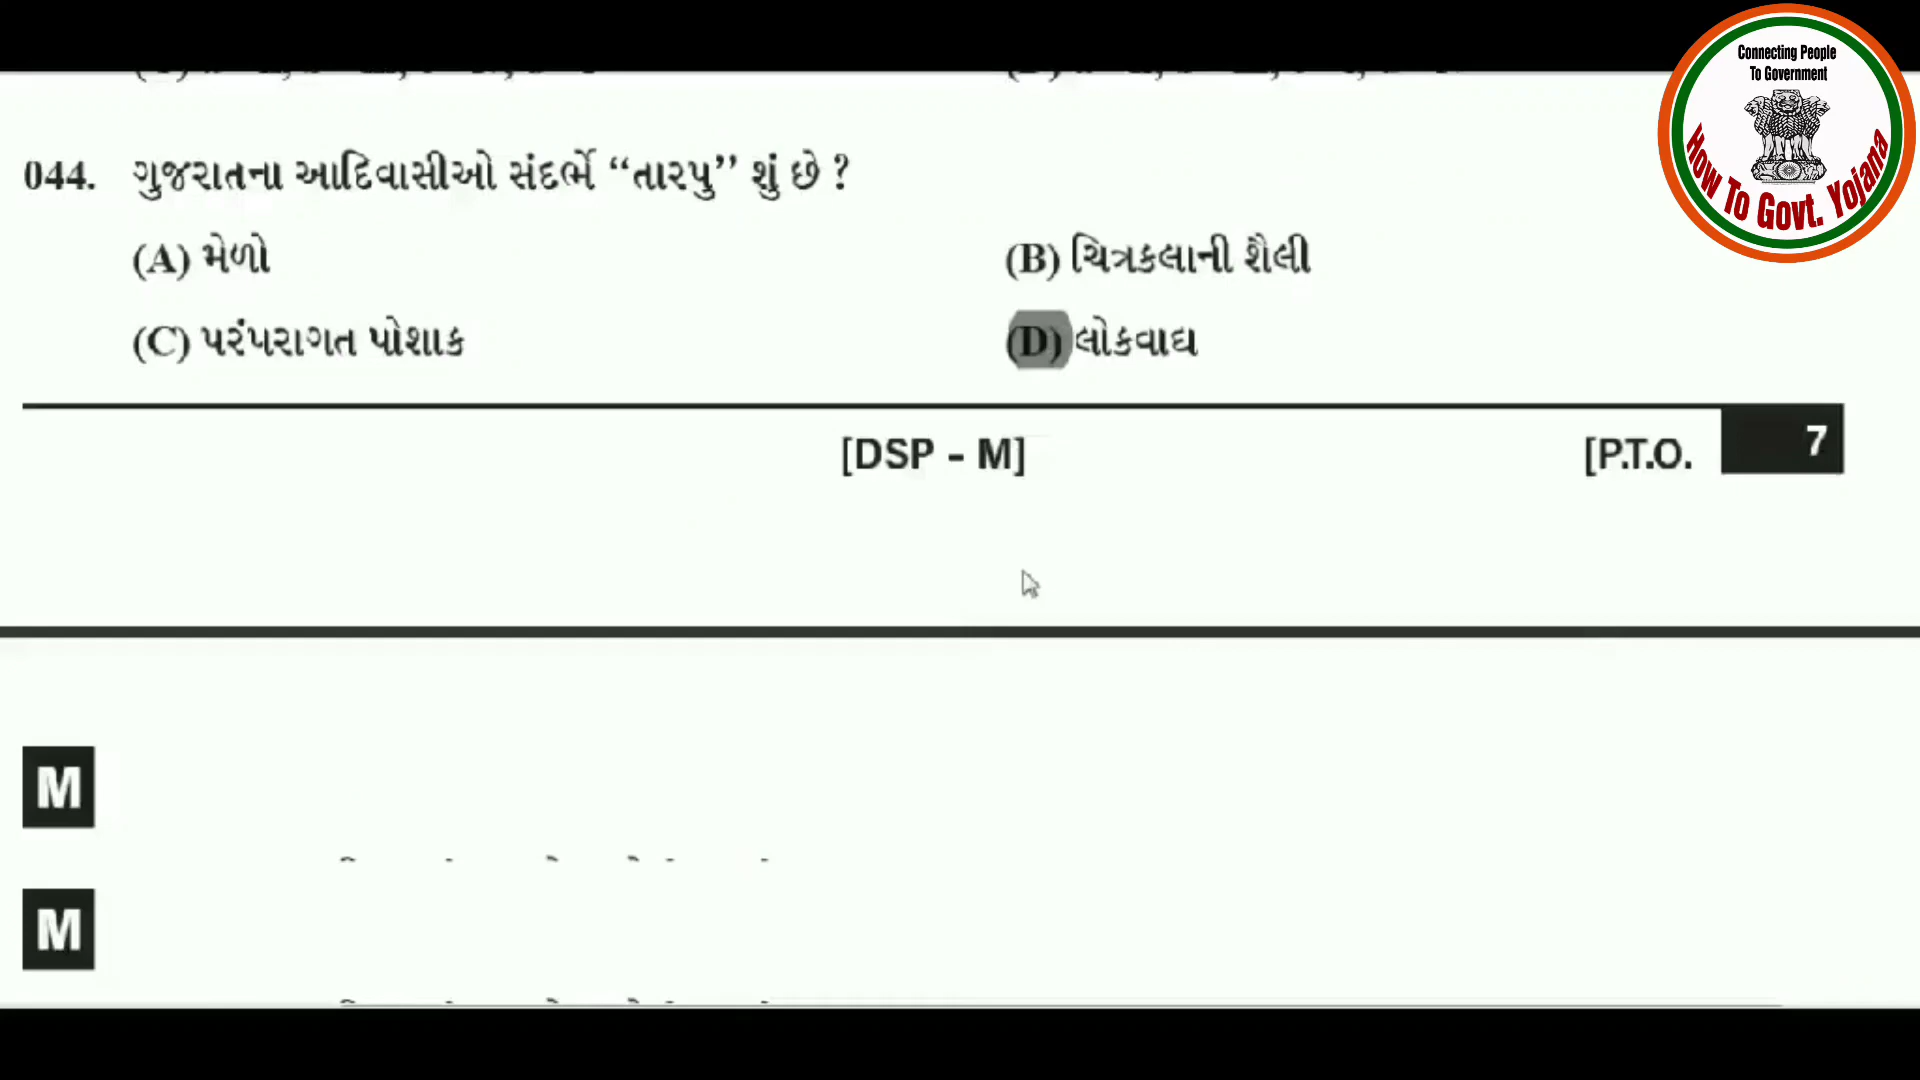 Connecting People
To Government
How To Govt. Yojana
044. ગુજરાતના આદિવાસીઓ સંદર્ભે “તારપુ” શું છે ?
(A) મેળો (B) ચિત્રકલાની શૈલી
(C) પરંપરાગત પોશાક (D) લોકવાદ્ય
[DSP – M] [P.T.O. 7
M
M